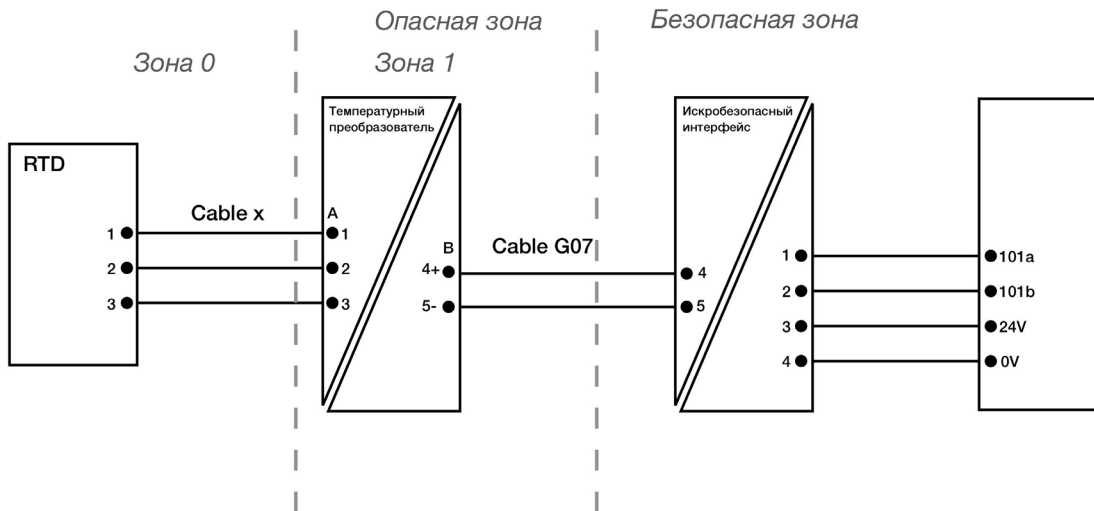 Опасная зона
Безопасная зона
Зона 0
Зона 1
Температурный
преобразователь
Искробезопасный
интерфейс
RTD
Cable x
A
1
1
2
2
3
3
B
Cable G07
4+
4
5-
5
1
101a
2
101b
3
24V
4
0V